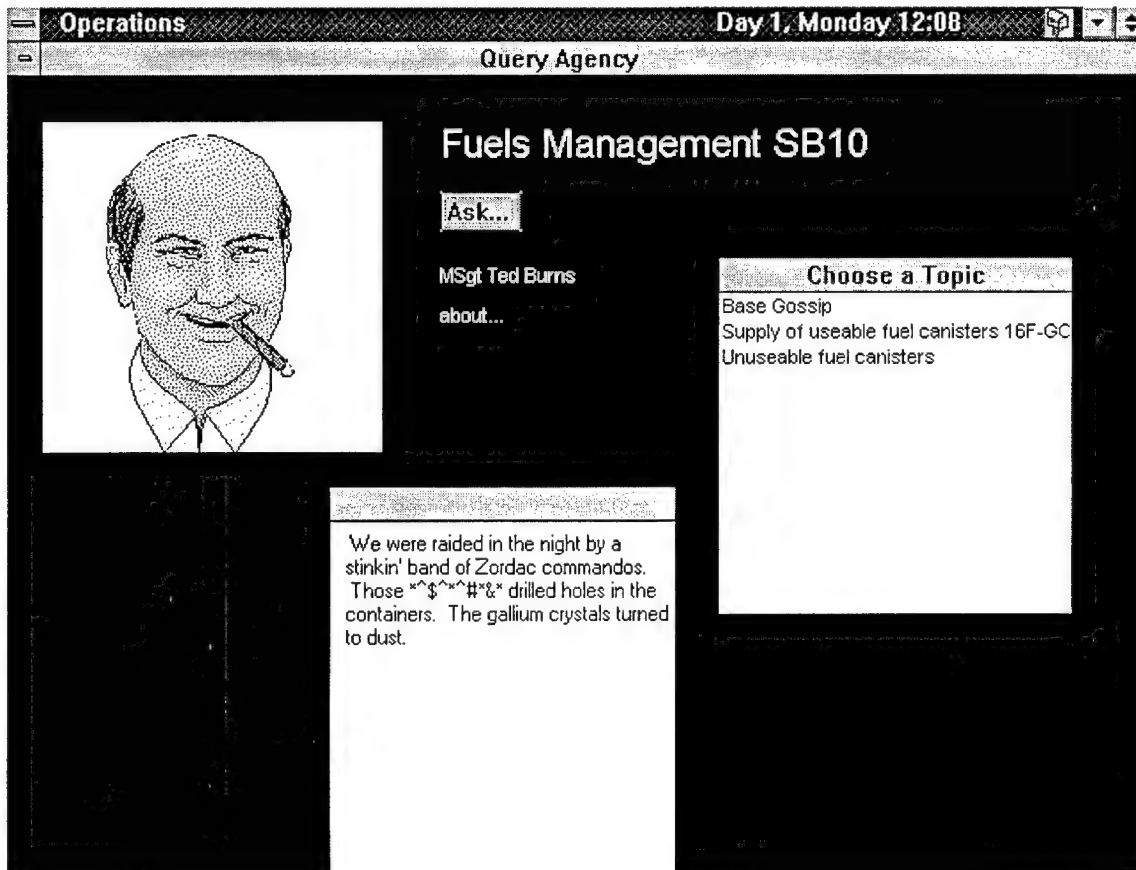 Operations Day 1, Monday 12:08
Query Agency
Fuels Management SB10
Ask...
MSgt Ted Burns
about...
Choose a Topic
Base Gossip
Supply of useable fuel canisters 16F-GC
Unuseable fuel canisters
We were raided in the night by a
stinkin' band of Zordac commandos.
Those *^$^*^#*&* drilled holes in the
containers. The gallium crystals turned
to dust.